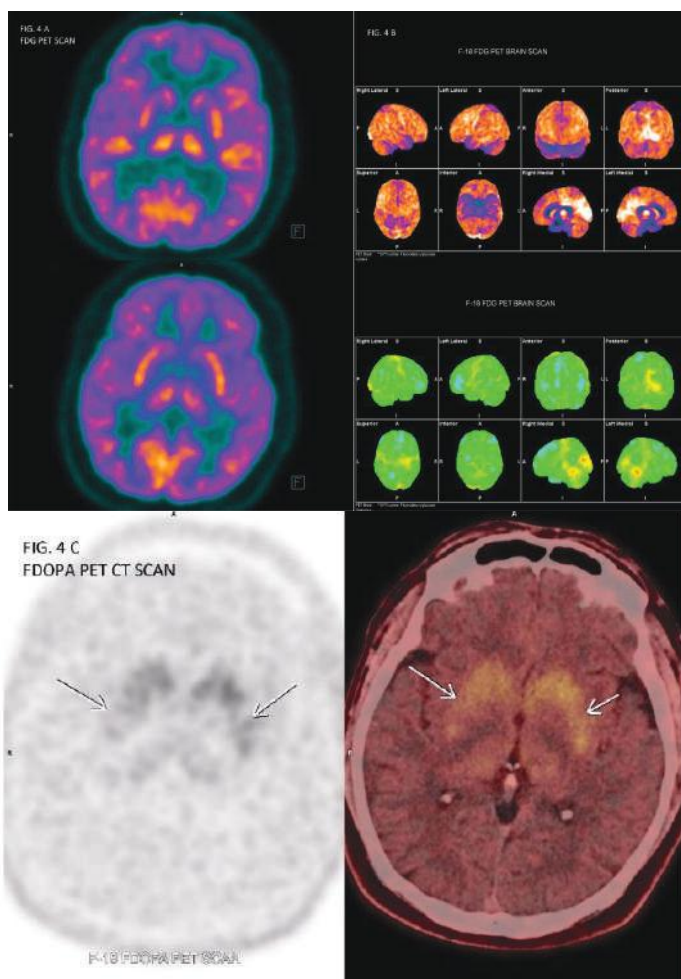 FIG. 4 A
FDG PET SCAN
F
F
FIG. 4 B
F-18 FDG PET BRAIN SCAN
Right Lateral S
Left Lateral S
Anterior S
Posterior S
P
A
A
P
R
L
L
R
I
I
I
I
Superior A
Inferior A
Right Medial S
Left Medial S
L
R
R
L
P
A
A
P
P
P
I
I
F-18 FDG PET BRAIN SCAN
Right Lateral S
Left Lateral S
Anterior S
Posterior S
P
A
A
P
R
L
L
R
Superior A
Inferior A
Right Medial S
Left Medial S
L
R
R
L
P
A
A
P
P
P
I
I
FIG. 4 C
FDOPA PET CT SCAN
A
R
F-18 FDOPA PET SCAN